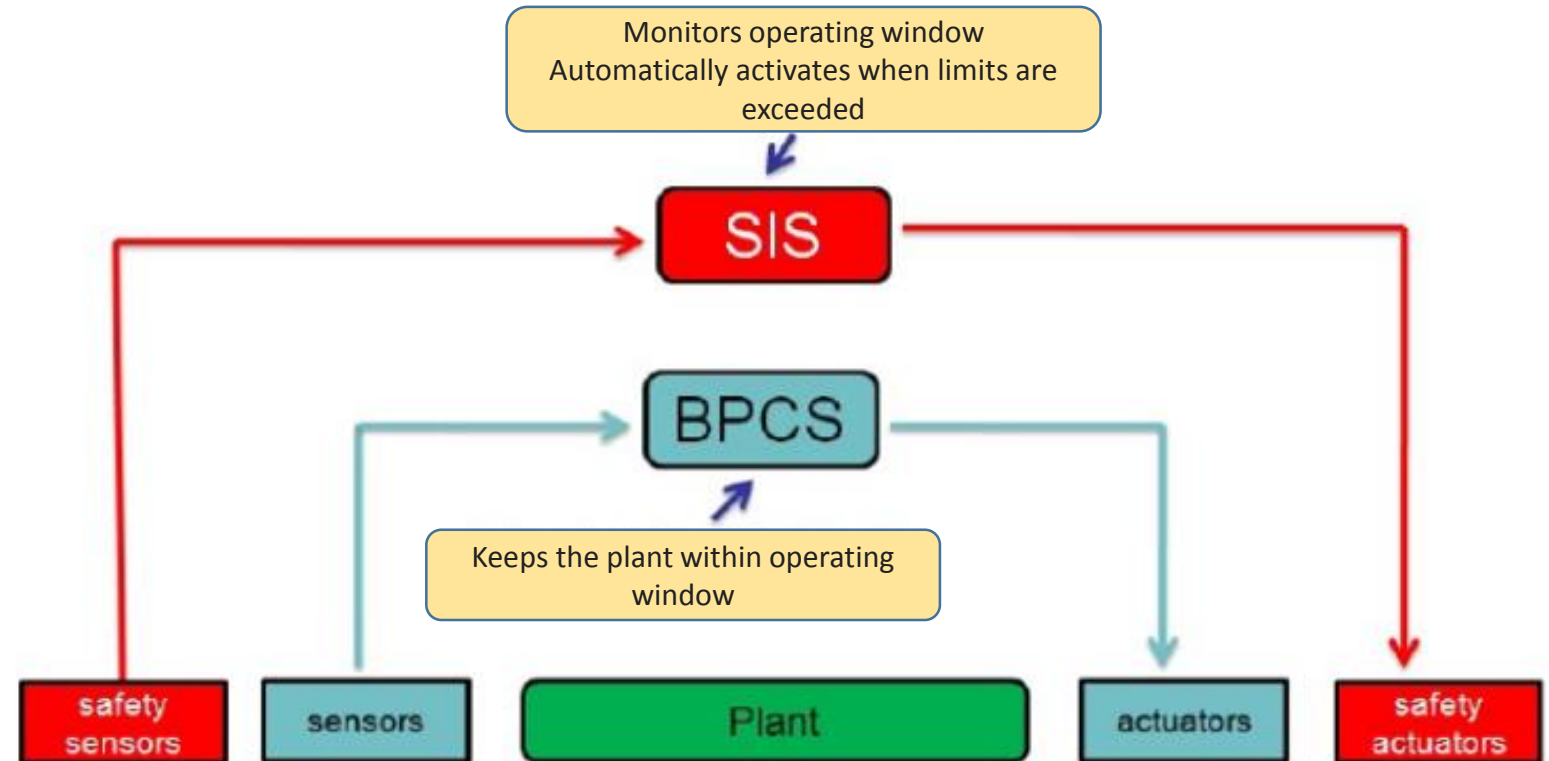 Monitors operating window
Automatically activates when limits are
exceeded
SIS
BPCS
Keeps the plant within operating
window
safety
sensors
sensors
Plant
actuators
safety
actuators